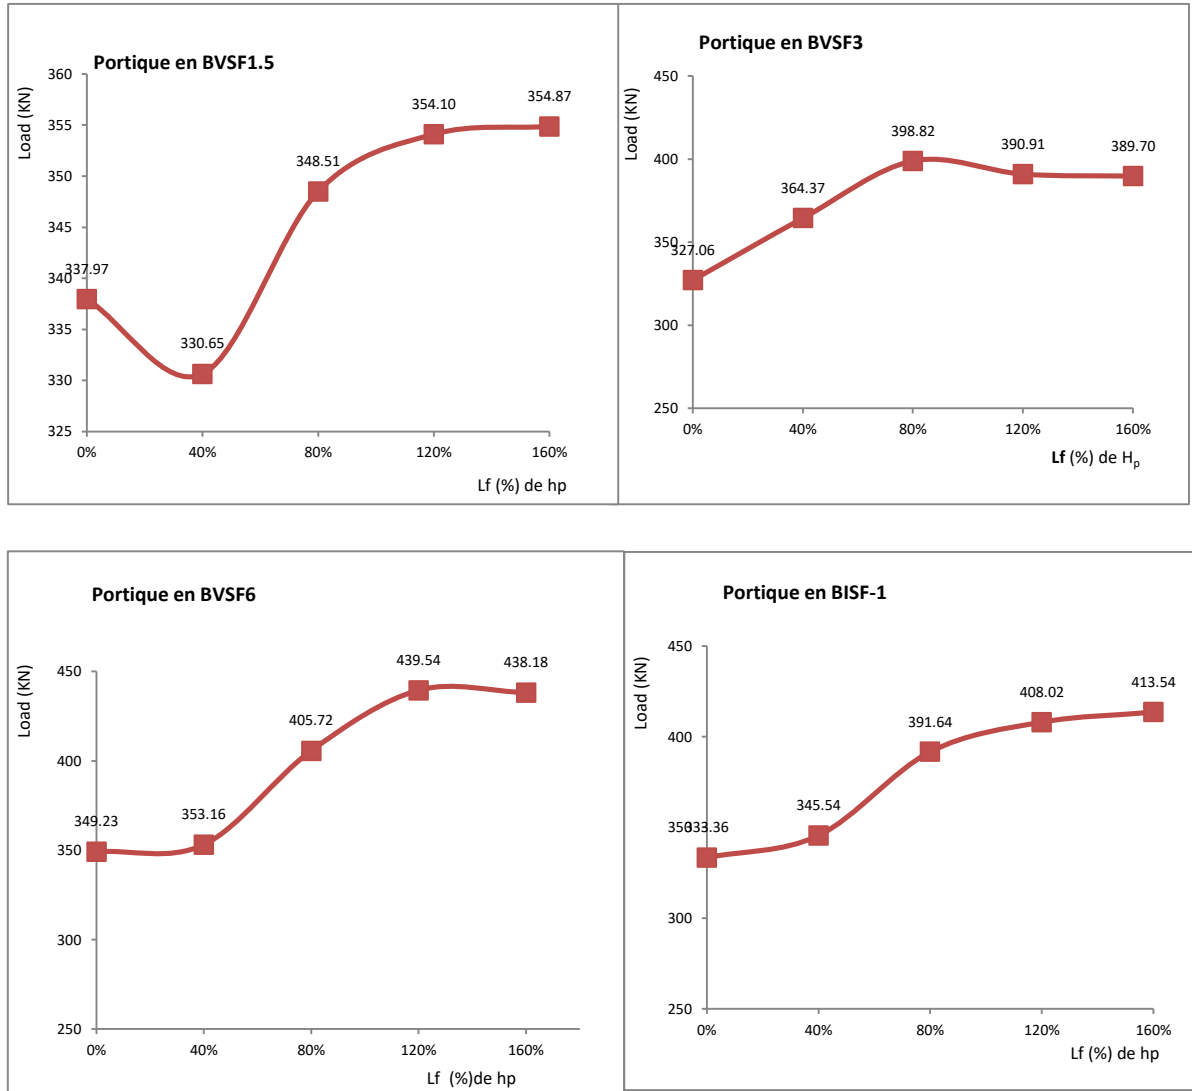 Portique en BVSF1.5
Load (KN)
360
355
350
345
340
335
330
325
337.97
330.65
348.51
354.10
354.87
0% 40% 80% 120% 160%
Lf (%) de hp
Portique en BVSF3
Load (KN)
450
400
350
300
250
327.06
364.37
398.82
390.91
389.70
0% 40% 80% 120% 160%
Lf (%) de Hp
Portique en BVSF6
Load (KN)
450
400
350
300
250
349.23
353.16
405.72
439.54
438.18
0% 40% 80% 120% 160%
Lf (%)de hp
Portique en BISF-1
Load (KN)
450
400
350
300
250
333.36
345.54
391.64
408.02
413.54
0% 40% 80% 120% 160%
Lf (%) de hp